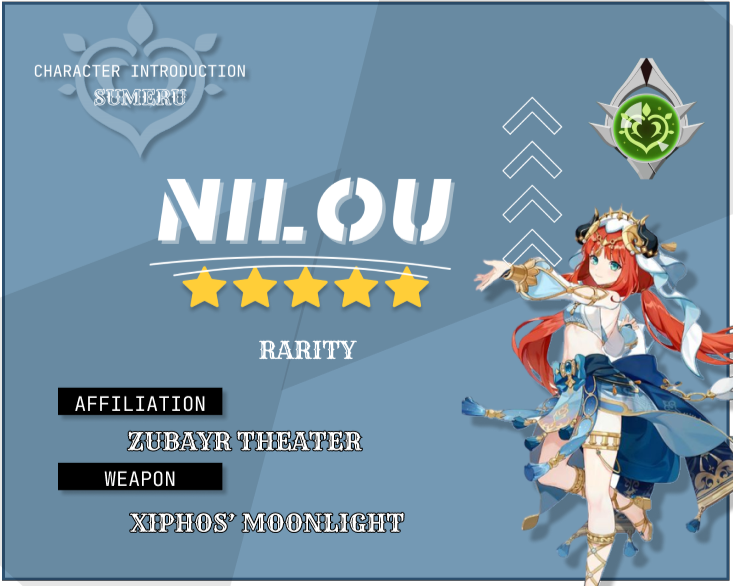 CHARACTER INTRODUCTION
SUMERU
NILOU
RARITY
AFFILIATION
ZUBAYR THEATER
WEAPON
XIPHOS' MOONLIGHT